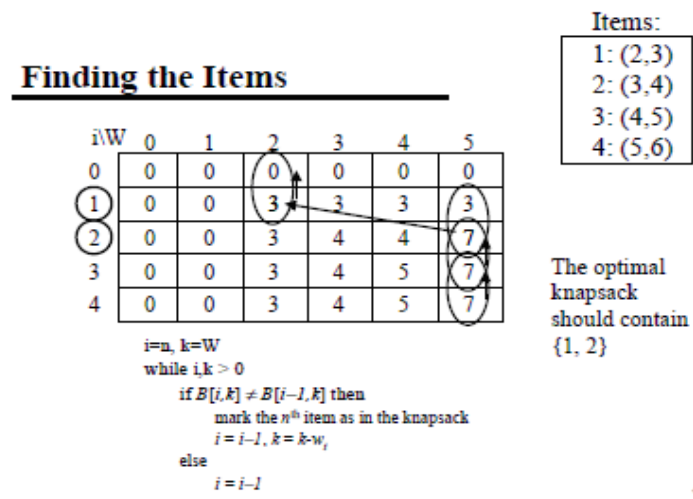 Items:
1: (2,3)
2: (3,4)
3: (4,5)
4: (5,6)
Finding the Items
i\W 0 1 2 3 4 5
0 0 0 0 0 0 0
1 0 0 3 3 3 3
2 0 0 3 4 4 7
3 0 0 3 4 5 7
4 0 0 3 4 5 7
The optimal
knapsack
should contain
{1, 2}
i=n, k=W
while i,k > 0
if B[i,k] ≠ B[i–1,k] then
mark the nᵗʰ item as in the knapsack
i = i–1, k = k-wᵢ
else
i = i–1